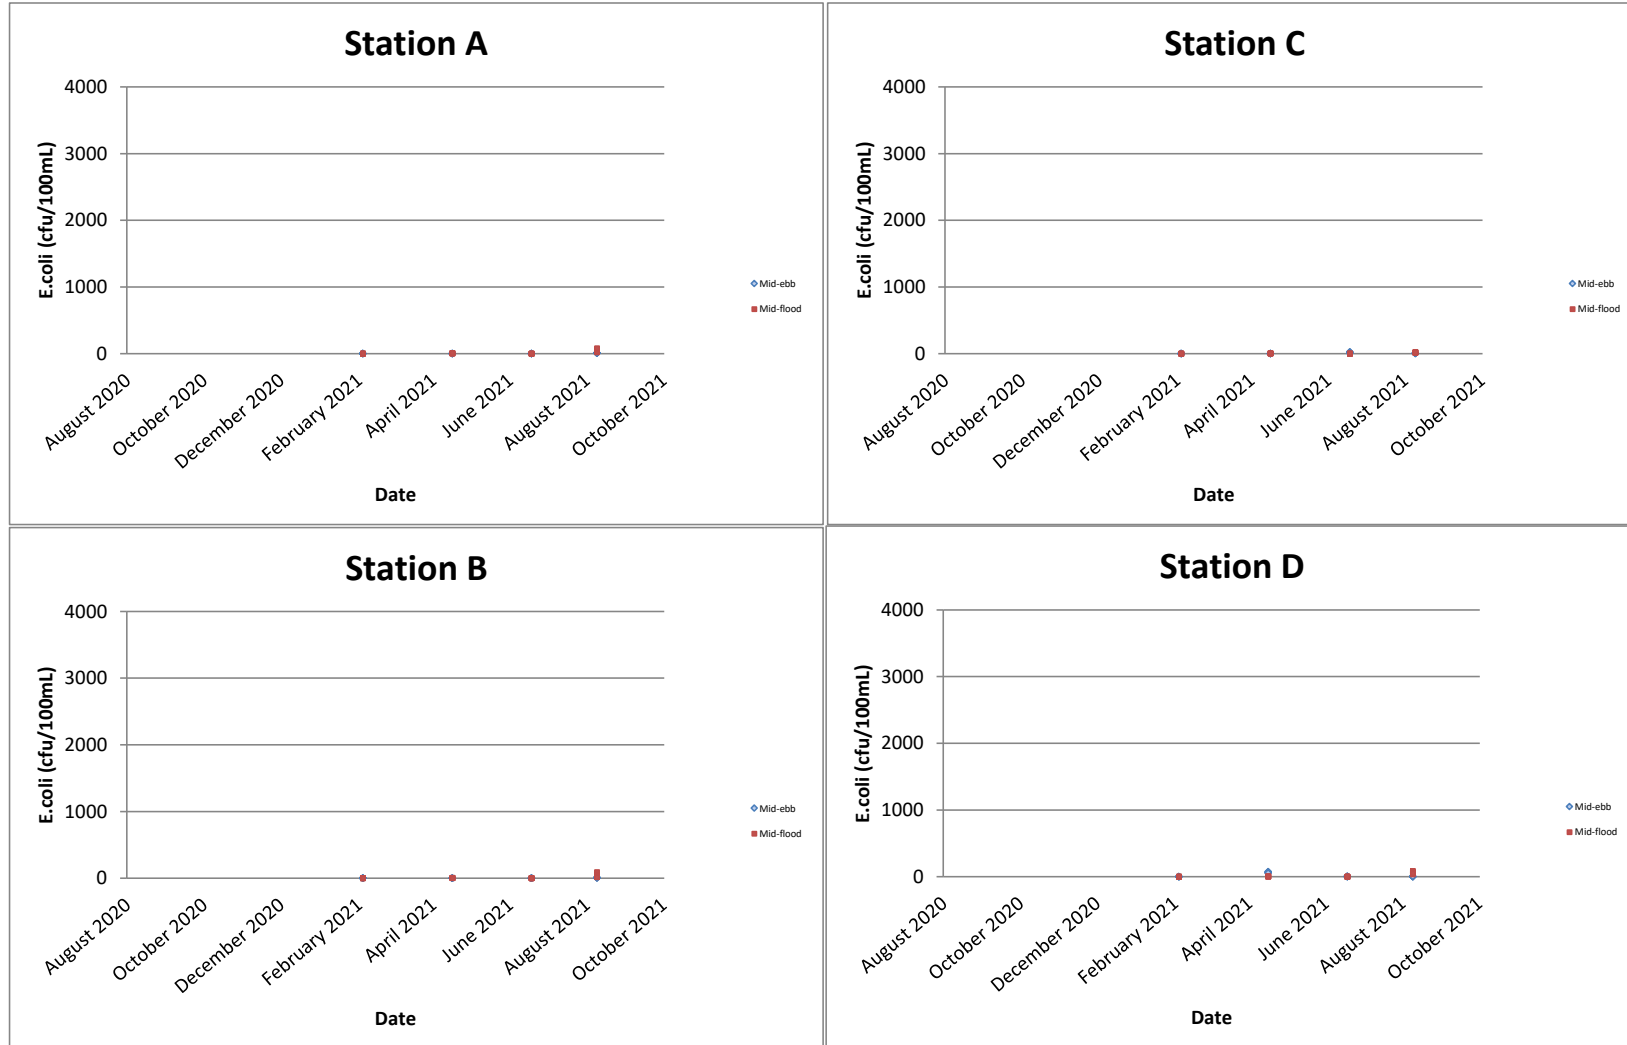 Station A
E.coli (cfu/100mL)
4000
3000
2000
1000
0
August 2020
October 2020
December 2020
February 2021
April 2021
June 2021
August 2021
October 2021
Date
Mid-ebb
Mid-flood
Station C
E.coli (cfu/100mL)
4000
3000
2000
1000
0
August 2020
October 2020
December 2020
February 2021
April 2021
June 2021
August 2021
October 2021
Date
Mid-ebb
Mid-flood
Station B
E.coli (cfu/100mL)
4000
3000
2000
1000
0
August 2020
October 2020
December 2020
February 2021
April 2021
June 2021
August 2021
October 2021
Date
Mid-ebb
Mid-flood
Station D
E.coli (cfu/100mL)
4000
3000
2000
1000
0
August 2020
October 2020
December 2020
February 2021
April 2021
June 2021
August 2021
October 2021
Date
Mid-ebb
Mid-flood